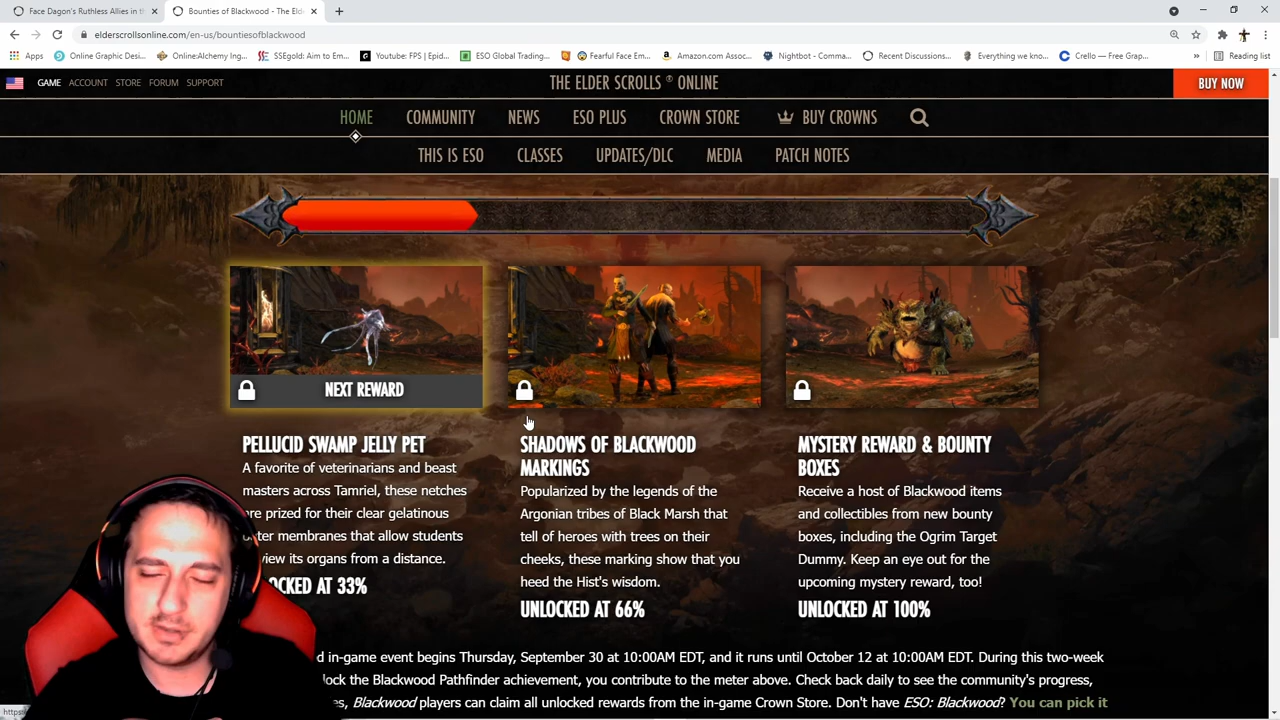 Face Dagon's Ruthless Allies in th
Bounties of Blackwood - The Elde
elderscrollsonline.com/en-us/bountiesofblackwood
Apps
Online Graphic Desi...
Online:Alchemy Ing...
SSEgold: Aim to Em...
Youtube: FPS | Epid...
ESO Global Trading...
Fearful Face Em...
Amazon.com Assoc...
Nightbot - Comma...
Recent Discussions...
Everything we kno...
Crello — Free Grap...
»
Reading list
GAME ACCOUNT STORE FORUM SUPPORT
THE ELDER SCROLLS ® ONLINE
BUY NOW
HOME COMMUNITY NEWS ESO PLUS CROWN STORE BUY CROWNS
THIS IS ESO CLASSES UPDATES/DLC MEDIA PATCH NOTES
NEXT REWARD
PELLUCID SWAMP JELLY PET
A favorite of veterinarians and beast
masters across Tamriel, these netches
are prized for their clear gelatinous
outer membranes that allow students
view its organs from a distance.
OCKED AT 33%
SHADOWS OF BLACKWOOD
MARKINGS
Popularized by the legends of the
Argonian tribes of Black Marsh that
tell of heroes with trees on their
cheeks, these marking show that you
heed the Hist's wisdom.
UNLOCKED AT 66%
MYSTERY REWARD & BOUNTY
BOXES
Receive a host of Blackwood items
and collectibles from new bounty
boxes, including the Ogrim Target
Dummy. Keep an eye out for the
upcoming mystery reward, too!
UNLOCKED AT 100%
d in-game event begins Thursday, September 30 at 10:00AM EDT, and it runs until October 12 at 10:00AM EDT. During this two-week
lock the Blackwood Pathfinder achievement, you contribute to the meter above. Check back daily to see the community's progress,
es, Blackwood players can claim all unlocked rewards from the in-game Crown Store. Don't have ESO: Blackwood? You can pick it
https:/